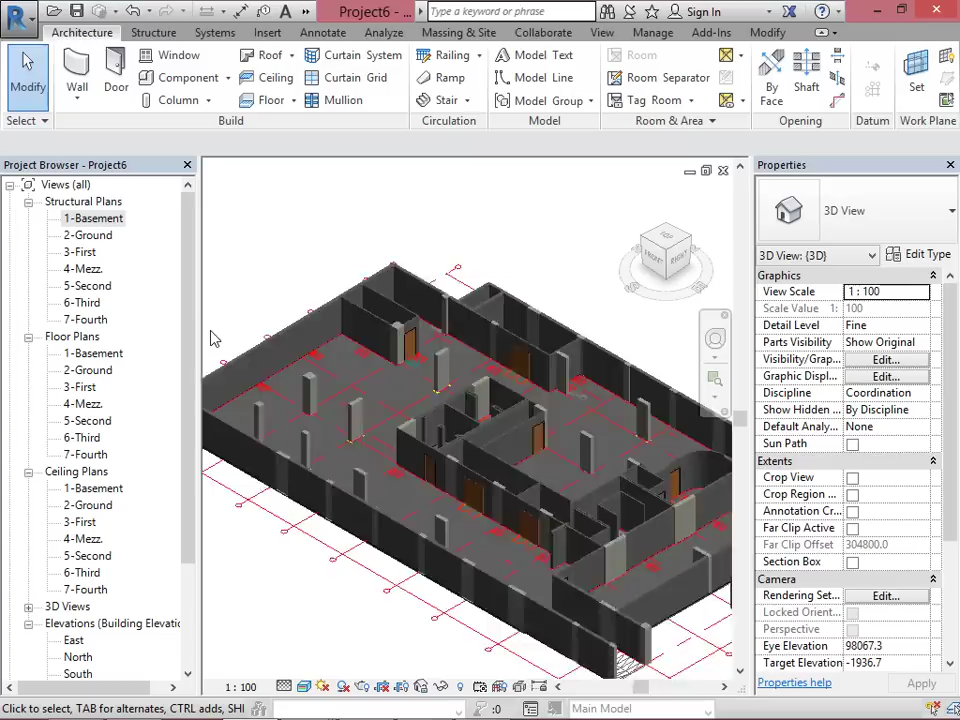 Project6 - ...
Type a keyword or phrase
Sign In
Architecture Structure Systems Insert Annotate Analyze Massing & Site Collaborate View Manage Add-Ins Modify
Modify
Wall
Door
Window
Component
Column
Roof
Ceiling
Floor
Curtain System
Curtain Grid
Mullion
Railing
Ramp
Stair
Model Text
Model Line
Model Group
Room
Room Separator
Tag Room
By Face
Shaft
Set
Select Build Circulation Model Room & Area Opening Datum Work Plane
Project Browser - Project6
Views (all)
Structural Plans
1-Basement
2-Ground
3-First
4-Mezz.
5-Second
6-Third
7-Fourth
Floor Plans
1-Basement
2-Ground
3-First
4-Mezz.
5-Second
6-Third
7-Fourth
Ceiling Plans
1-Basement
2-Ground
3-First
4-Mezz.
5-Second
6-Third
7-Fourth
3D Views
Elevations (Building Elevatio
East
North
South
TOP
FRONT
RIGHT
1 : 100
Properties
3D View
3D View: {3D} Edit Type
Graphics
View Scale 1 : 100
Scale Value 1: 100
Detail Level Fine
Parts Visibility Show Original
Visibility/Grap... Edit...
Graphic Displ... Edit...
Discipline Coordination
Show Hidden ... By Discipline
Default Analy... None
Sun Path
Extents
Crop View
Crop Region ...
Annotation Cr...
Far Clip Active
Far Clip Offset 304800.0
Section Box
Camera
Rendering Set... Edit...
Locked Orient...
Perspective
Eye Elevation 98067.3
Target Elevation -1936.7
Properties help Apply
Click to select, TAB for alternates, CTRL adds, SHI
:0
Main Model